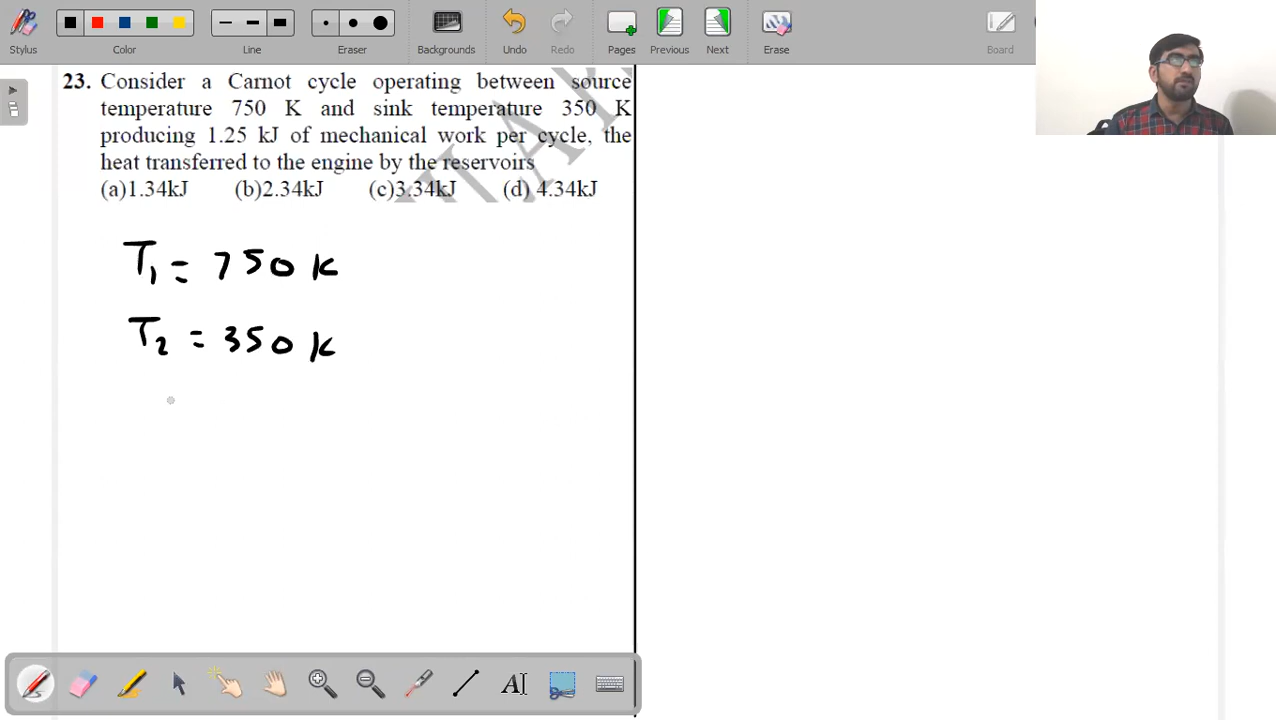 Stylus
Color
Line
Eraser
Backgrounds
Undo
Redo
Pages
Previous
Next
Erase
Board
23. Consider a Carnot cycle operating between source
temperature 750 K and sink temperature 350 K
producing 1.25 kJ of mechanical work per cycle, the
heat transferred to the engine by the reservoirs
(a)1.34kJ (b)2.34kJ (c)3.34kJ (d) 4.34kJ
T1 = 750 K
T2 = 350 K